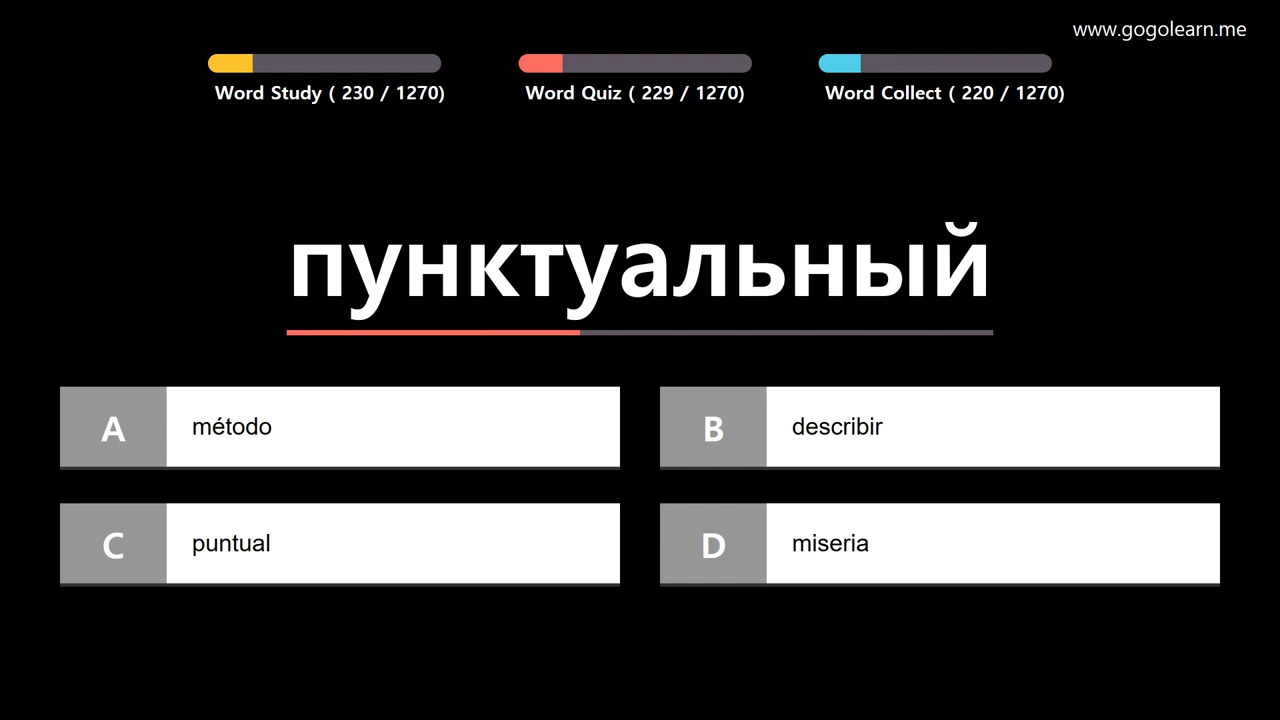 www.gogolearn.me
Word Study ( 230 / 1270)
Word Quiz ( 229 / 1270)
Word Collect ( 220 / 1270)
пунктуальный
A
método
B
describir
C
puntual
D
miseria